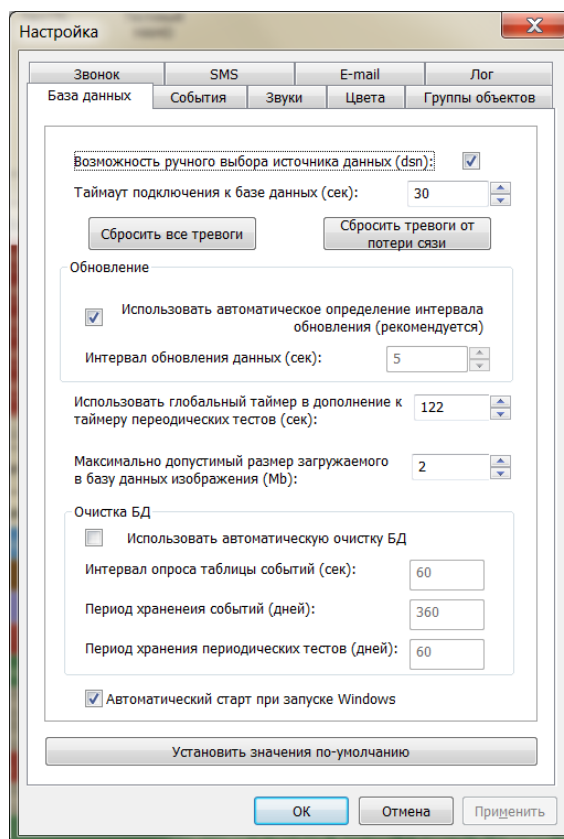 Настройка
Звонок
SMS
E-mail
Лог
База данных
События
Звуки
Цвета
Группы объектов
Возможность ручного выбора источника данных (dsn):
Таймаут подключения к базе данных (сек):
30
Сбросить все тревоги
Сбросить тревоги от
потери сязи
Обновление
Использовать автоматическое определение интервала
обновления (рекомендуется)
Интервал обновления данных (сек):
5
Использовать глобальный таймер в дополнение к
таймеру переодических тестов (сек):
122
Максимально допустимый размер загружаемого
в базу данных изображения (Mb):
2
Очистка БД
Использовать автоматическую очистку БД
Интервал опроса таблицы событий (сек):
60
Период хранениея событий (дней):
360
Период хранения периодических тестов (дней):
60
Автоматический старт при запуске Windows
Установить значения по-умолчанию
ОК
Отмена
Применить